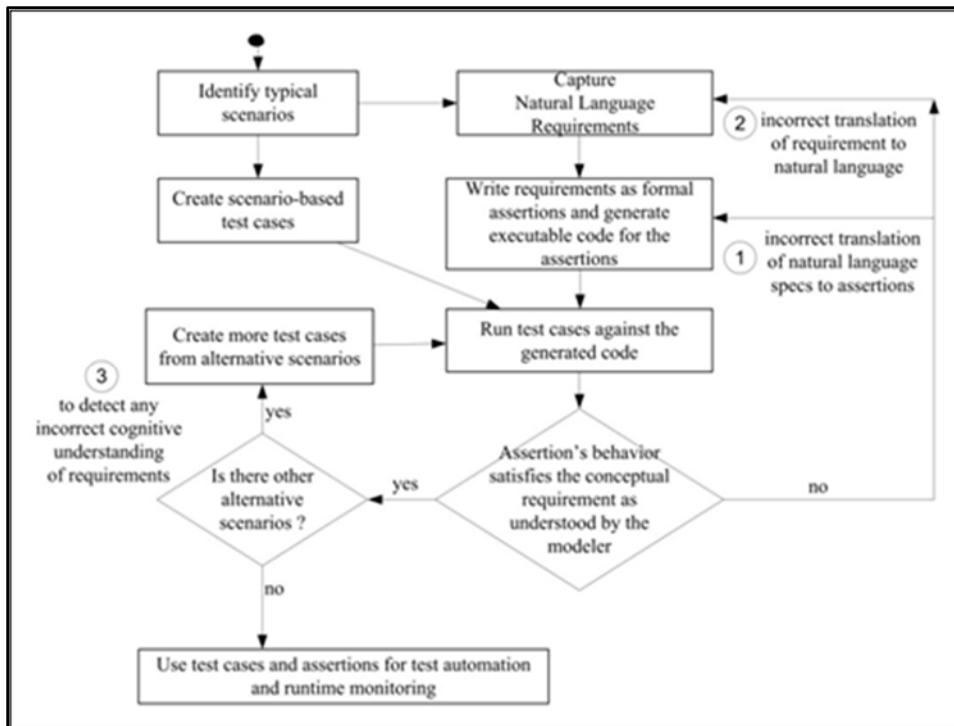 Identify typical
scenarios
Capture
Natural Language
Requirements
2
incorrect translation
of requirement to
natural language
Create scenario-based
test cases
Write requirements as formal
assertions and generate
executable code for the
assertions
1
incorrect translation
of natural language
specs to assertions
Create more test cases
from alternative scenarios
Run test cases against the
generated code
3
to detect any
incorrect cognitive
understanding
of requirements
yes
Is there other
alternative
scenarios ?
yes
Assertion's behavior
satisfies the conceptual
requirement as
understood by the
modeler
no
no
Use test cases and assertions for test automation
and runtime monitoring